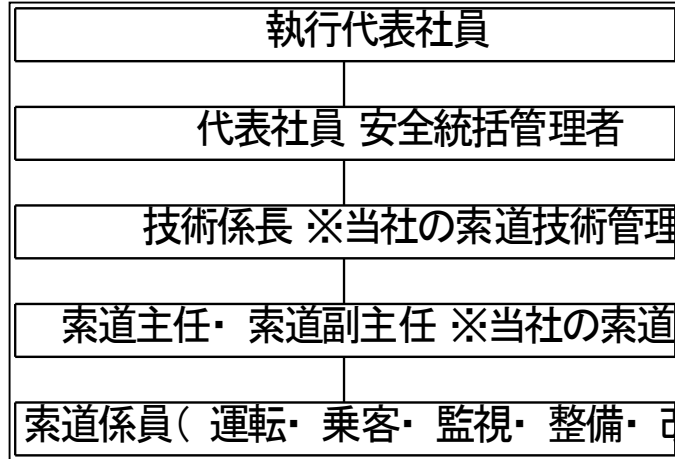 執行代表社員
代表社員 安全統括管理者
技術係長 ※当社の索道技術管理
索道主任・ 索道副主任 ※当社の索道
索道係員( 運転・ 乗客・ 監視・ 整備・